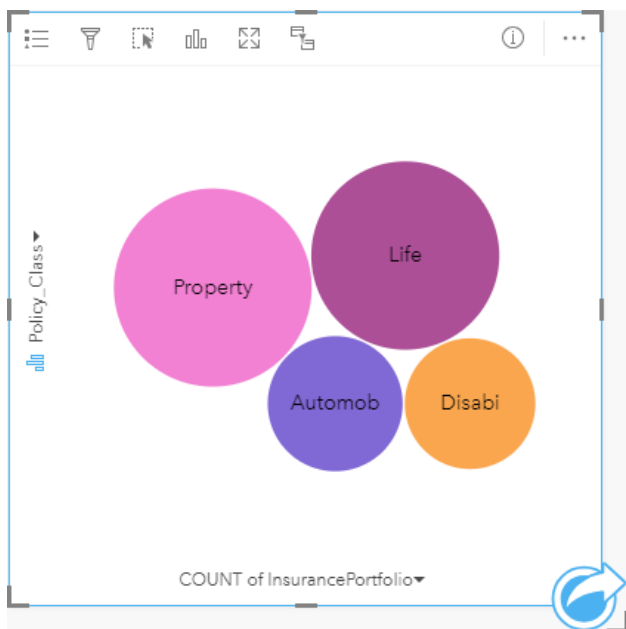 Policy_Class
Life
Property
Automob
Disabi
COUNT of InsurancePortfolio